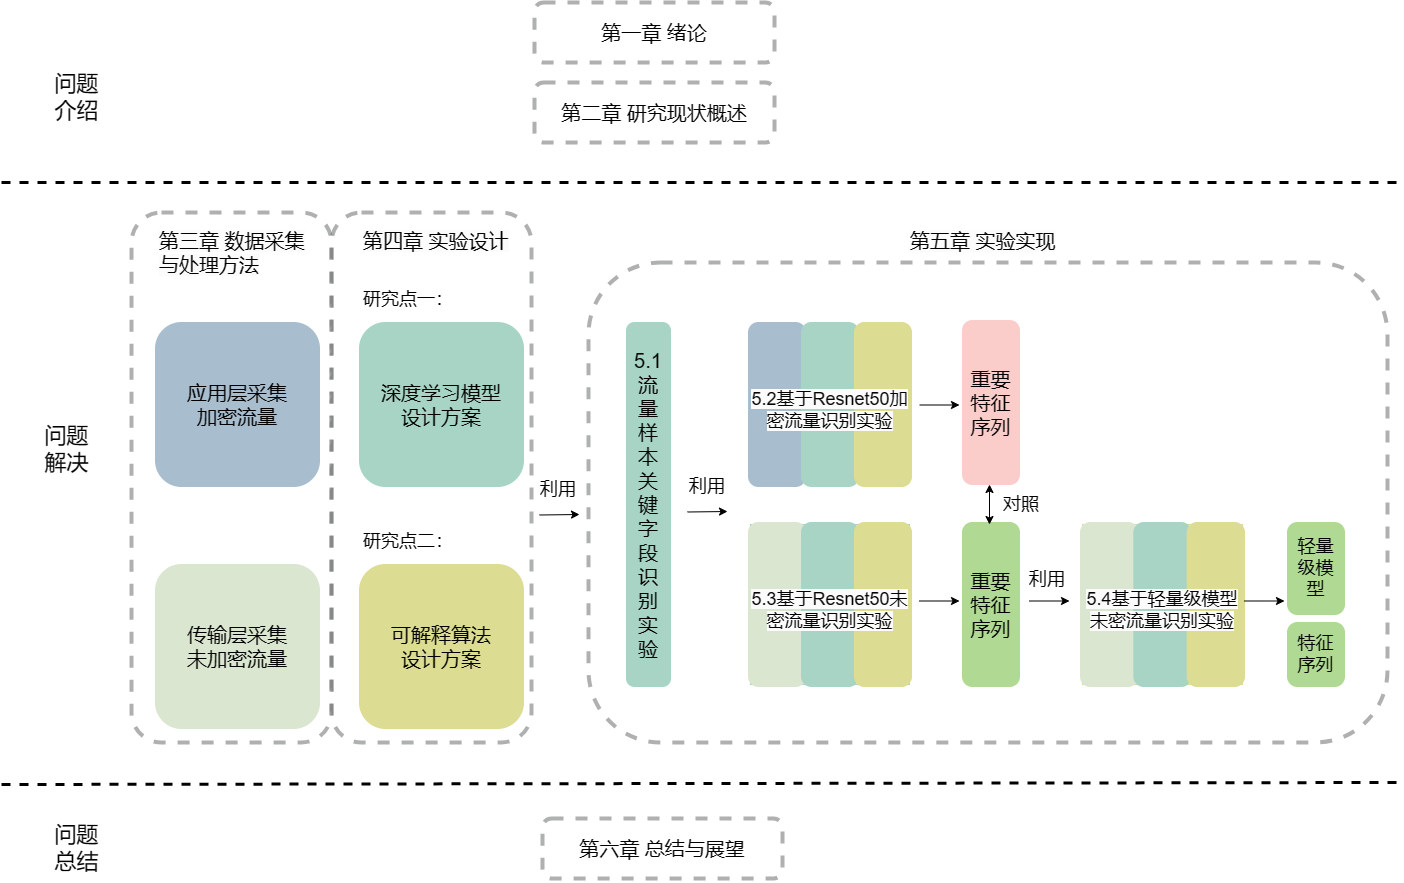 第一章 绪论
第二章 研究现状概述
问题
介绍
第三章 数据采集
与处理方法
第四章 实验设计
第五章 实验实现
研究点一：
应用层采集
加密流量
深度学习模型
设计方案
问题
解决
研究点二：
传输层采集
未加密流量
可解释算法
设计方案
利用
5.1
流
量
样
本
关
键
字
段
识
别
实
验
利用
5.2基于Resnet50加
密流量识别实验
重要
特征
序列
对照
5.3基于Resnet50未
密流量识别实验
重要
特征
序列
利用
5.4基于轻量级模型
未密流量识别实验
轻量
级模
型
特征
序列
问题
总结
第六章 总结与展望